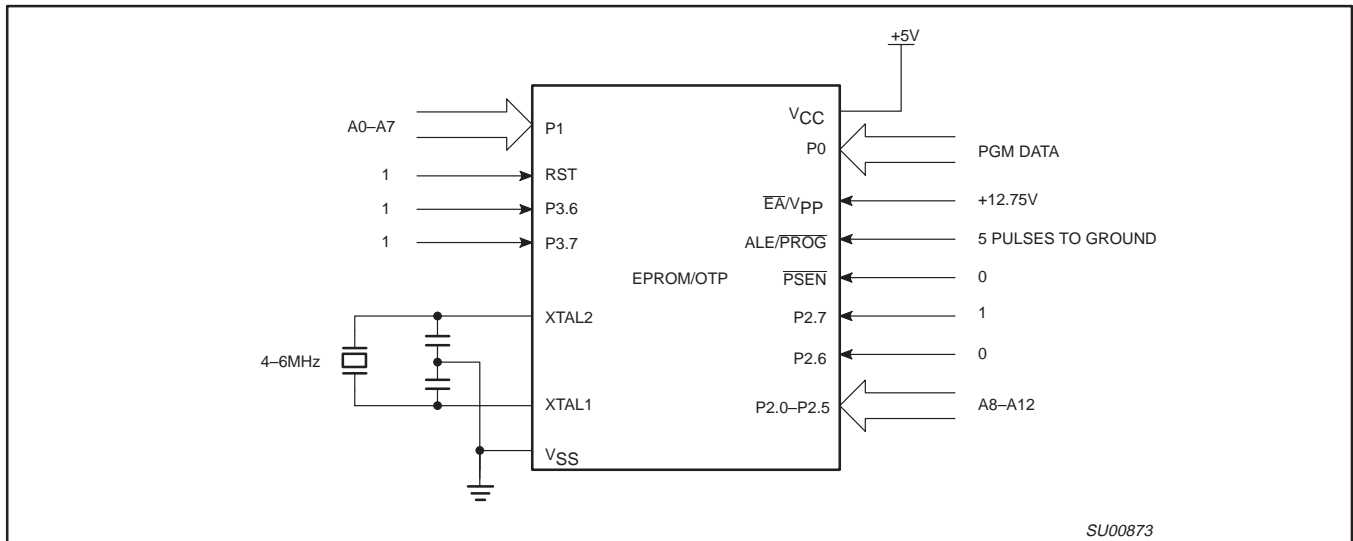 +5V
A0–A7
P1
VCC
P0
PGM DATA
1
RST
EA/VPP
+12.75V
1
P3.6
ALE/PROG
5 PULSES TO GROUND
1
P3.7
EPROM/OTP
PSEN
0
XTAL2
P2.7
1
4–6MHz
P2.6
0
XTAL1
P2.0–P2.5
A8–A12
VSS
SU00873